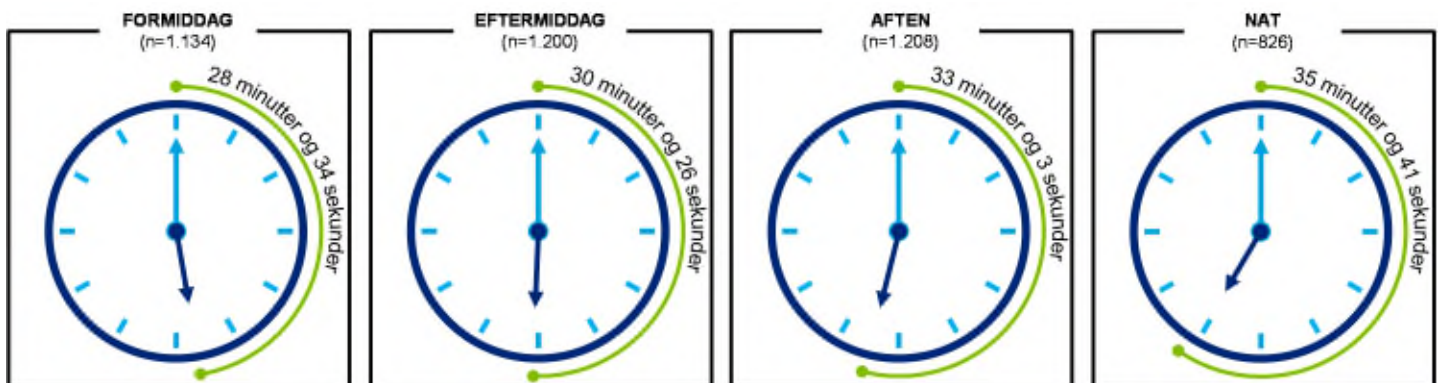 FORMIDDAG
(n=1.134)
28 minutter og 34 sekunder
EFTERMIDDAG
(n=1.200)
30 minutter og 26 sekunder
AFTEN
(n=1.208)
33 minutter og 3 sekunder
NAT
(n=826)
35 minutter og 41 sekunder